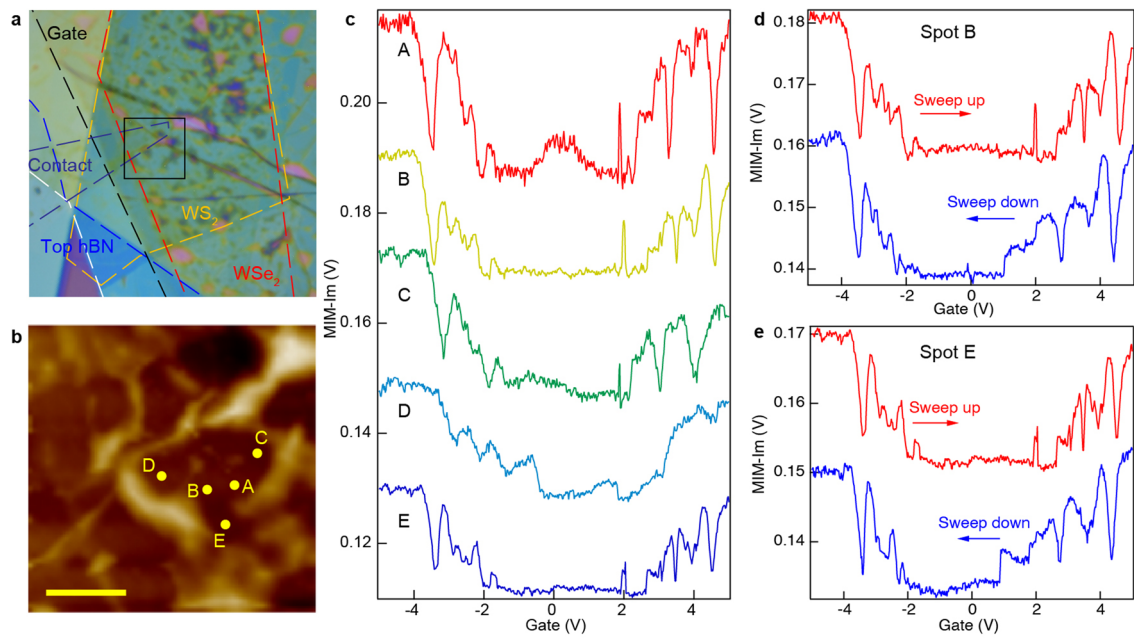 a
Gate
Contact
WS2
Top hBN
WSe2
b
C
D
B
A
E
c
MIM-Im (V)
0.20
0.18
0.16
0.14
0.12
A
B
C
D
E
-4
-2
0
2
4
Gate (V)
d
MIM-Im (V)
0.18
0.17
0.16
0.15
0.14
Spot B
Sweep up
Sweep down
-4
-2
0
2
4
Gate (V)
e
MIM-Im (V)
0.17
0.15
0.14
Spot E
Sweep up
Sweep down
-4
-2
0
2
4
Gate (V)